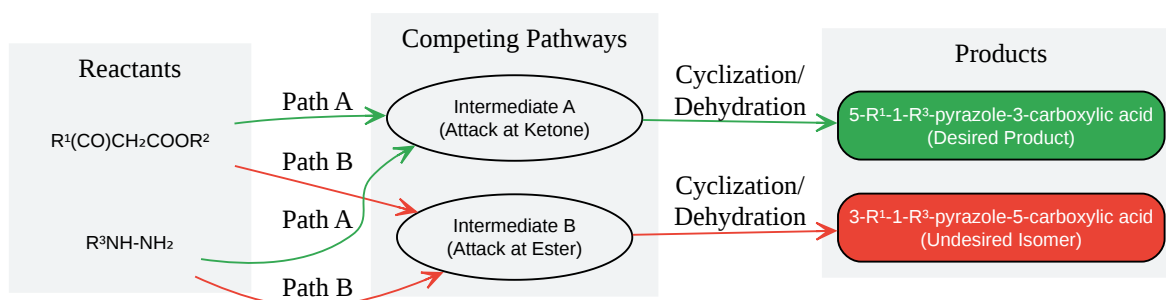 Reactants
R¹(CO)CH₂COOR²
R³NH-NH₂
Path A
Path B
Path A
Path B
Competing Pathways
Intermediate A
(Attack at Ketone)
Intermediate B
(Attack at Ester)
Cyclization/
Dehydration
Cyclization/
Dehydration
Products
5-R¹-1-R³-pyrazole-3-carboxylic acid
(Desired Product)
3-R¹-1-R³-pyrazole-5-carboxylic acid
(Undesired Isomer)